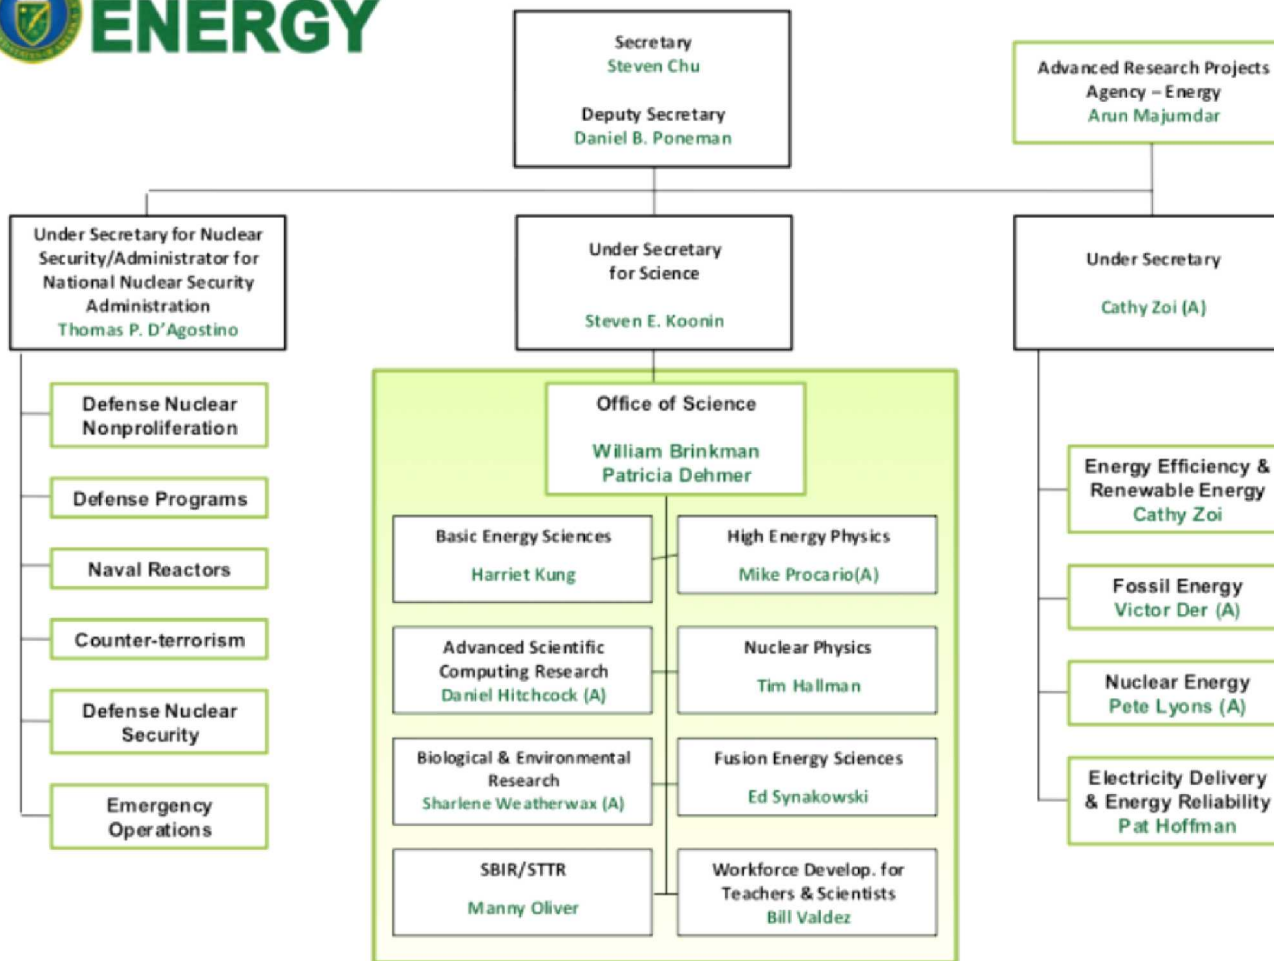 ENERGY
Secretary
Steven Chu
Deputy Secretary
Daniel B. Poneman
Advanced Research Projects
Agency – Energy
Arun Majumdar
Under Secretary for Nuclear
Security/Administrator for
National Nuclear Security
Administration
Thomas P. D’Agostino
Under Secretary
for Science
Steven E. Koonin
Under Secretary
Cathy Zoi (A)
Defense Nuclear
Nonproliferation
Defense Programs
Naval Reactors
Counter-terrorism
Defense Nuclear
Security
Emergency
Operations
Office of Science
William Brinkman
Patricia Dehmer
Basic Energy Sciences
Harriet Kung
High Energy Physics
Mike Procario(A)
Advanced Scientific
Computing Research
Daniel Hitchcock (A)
Nuclear Physics
Tim Hallman
Biological & Environmental
Research
Sharlene Weatherwax (A)
Fusion Energy Sciences
Ed Synakowski
SBIR/STTR
Manny Oliver
Workforce Develop. for
Teachers & Scientists
Bill Valdez
Energy Efficiency &
Renewable Energy
Cathy Zoi
Fossil Energy
Victor Der (A)
Nuclear Energy
Pete Lyons (A)
Electricity Delivery
& Energy Reliability
Pat Hoffman